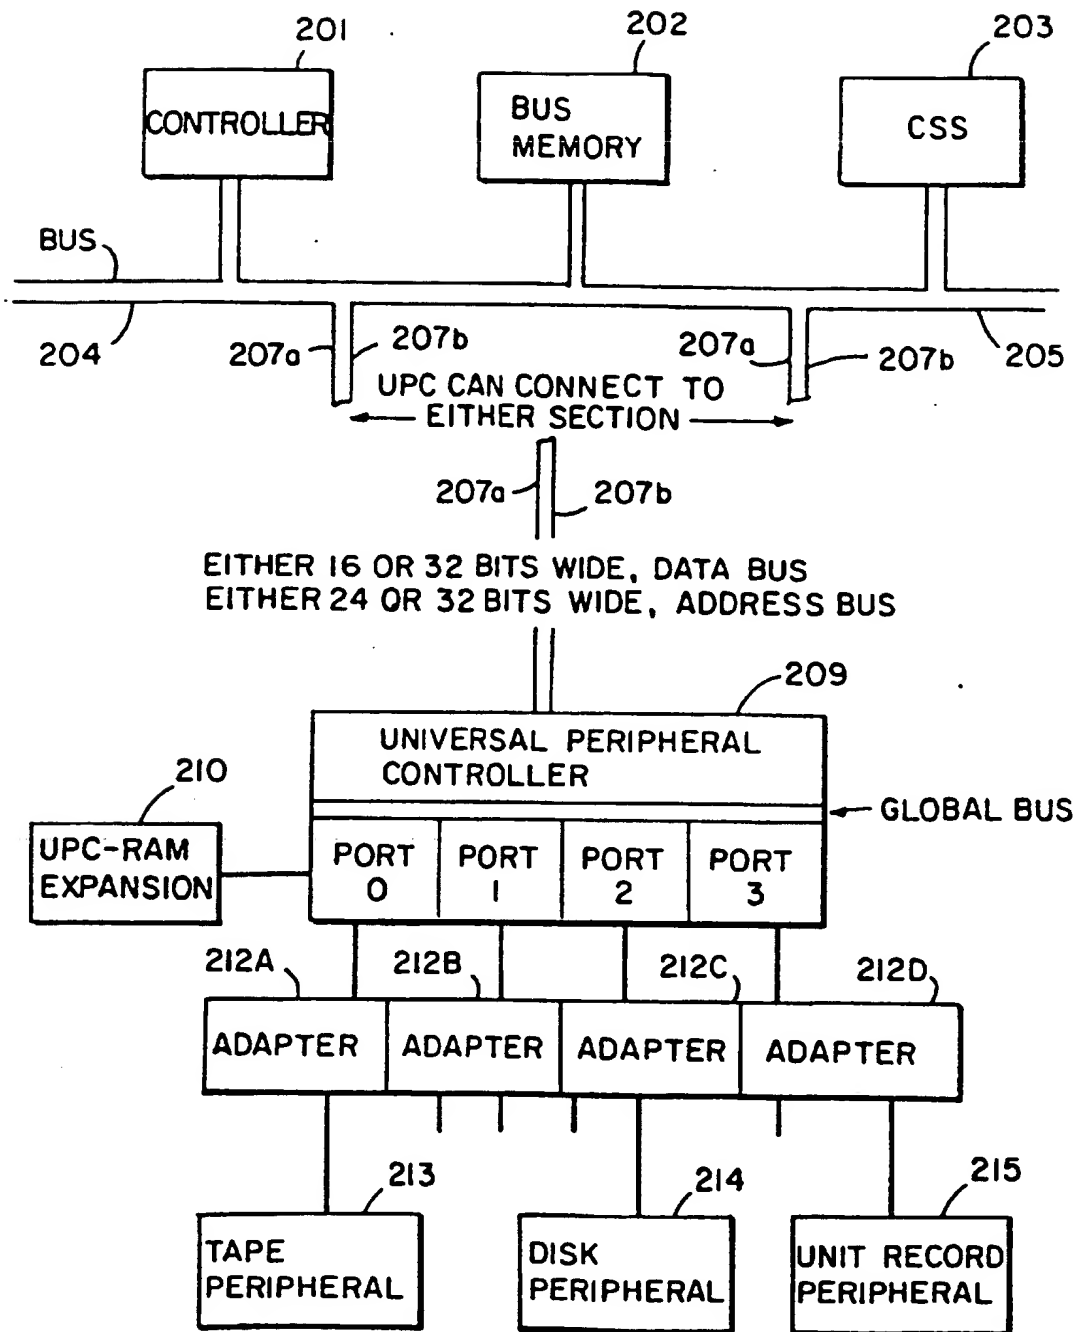 201
202
203
CONTROLLER
BUS
MEMORY
CSS
BUS
204
207a
207b
207a
207b
205
UPC CAN CONNECT TO
EITHER SECTION
207a
207b
EITHER 16 OR 32 BITS WIDE, DATA BUS
EITHER 24 OR 32 BITS WIDE, ADDRESS BUS
209
UNIVERSAL PERIPHERAL
CONTROLLER
210
GLOBAL BUS
UPC-RAM
EXPANSION
PORT
0
PORT
1
PORT
2
PORT
3
212A
212B
212C
212D
ADAPTER
ADAPTER
ADAPTER
ADAPTER
213
214
215
TAPE
PERIPHERAL
DISK
PERIPHERAL
UNIT RECORD
PERIPHERAL